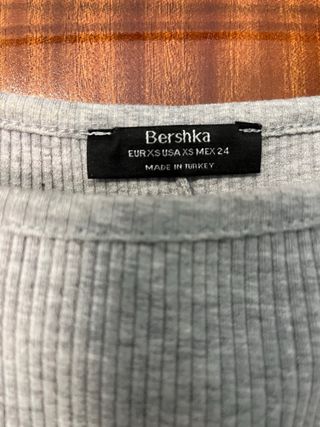 Bershka
EUR XS USA XS MEX 24
MADE IN TURKEY